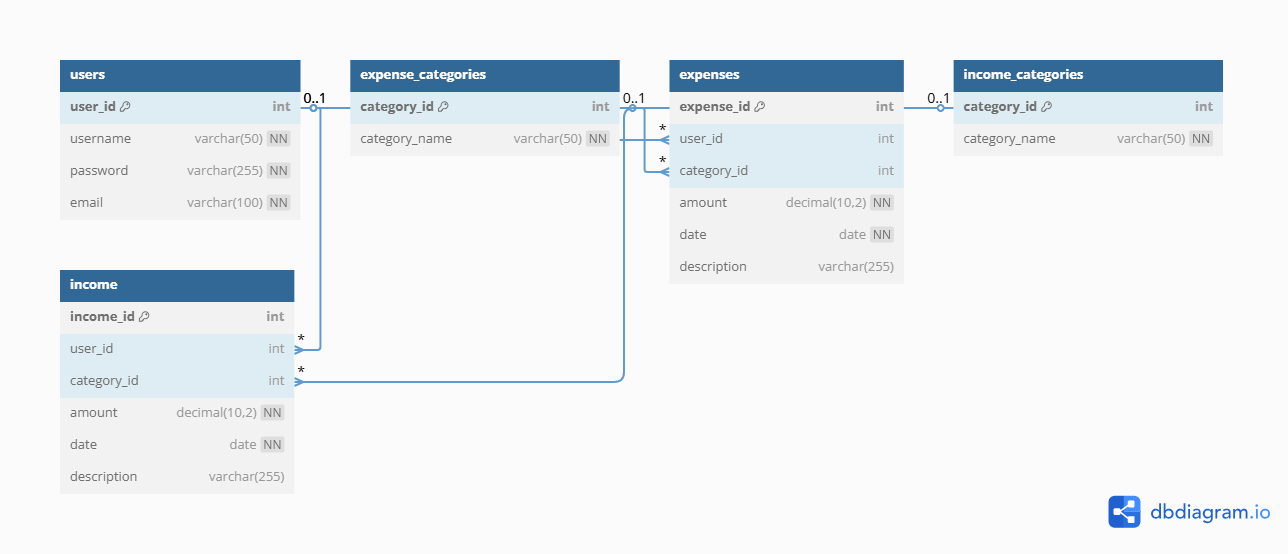 users
user_id int
username varchar(50) NN
password varchar(255) NN
email varchar(100) NN
0..1
expense_categories
category_id int
category_name varchar(50) NN
0..1
*
*
expenses
expense_id int
user_id int
category_id int
amount decimal(10,2) NN
date date NN
description varchar(255)
0..1
income_categories
category_id int
category_name varchar(50) NN
income
income_id int
user_id int
category_id int
amount decimal(10,2) NN
date date NN
description varchar(255)
*
*
dbdiagram.io